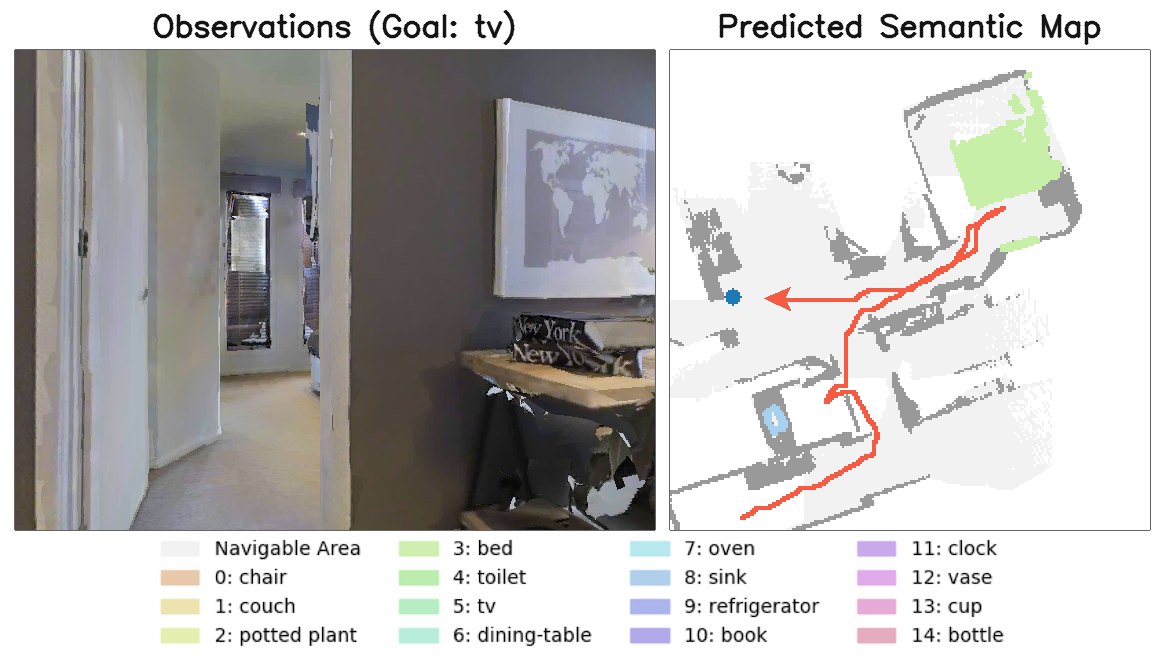 Observations (Goal: tv)
Predicted Semantic Map
New York
New York
Navigable Area
0: chair
1: couch
2: potted plant
3: bed
4: toilet
5: tv
6: dining-table
7: oven
8: sink
9: refrigerator
10: book
11: clock
12: vase
13: cup
14: bottle